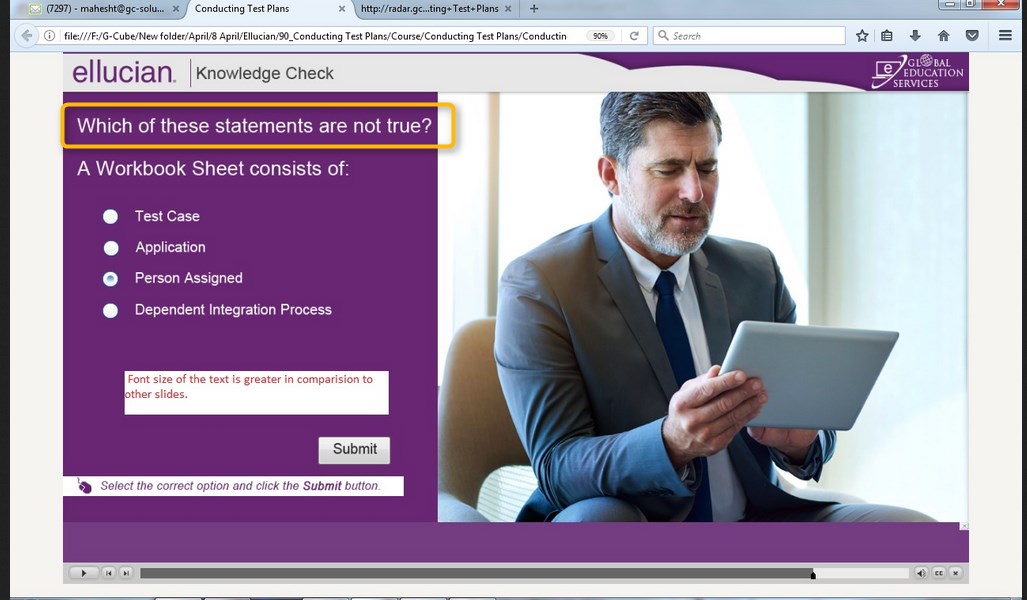 (7297) - mahesht@gc-solu...
Conducting Test Plans
http://radar.gc...ting+Test+Plans
file:///F:/G-Cube/New folder/April/8 April/Ellucian/90_Conducting Test Plans/Course/Conducting Test Plans/Conductin
90%
Search
ellucian.
Knowledge Check
e
GLOBAL
EDUCATION
SERVICES
Which of these statements are not true?
A Workbook Sheet consists of:
Test Case
Application
Person Assigned
Dependent Integration Process
Font size of the text is greater in comparision to
other slides.
Submit
Select the correct option and click the Submit button.
CC